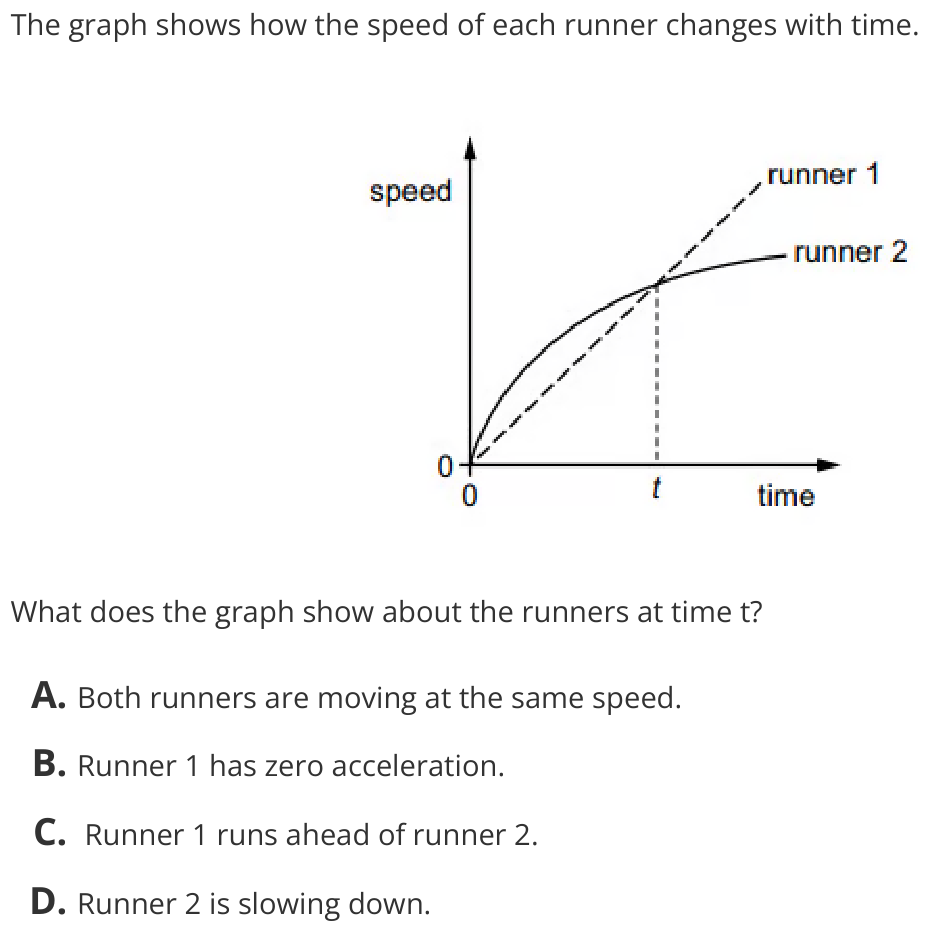 The graph shows how the speed of each runner changes with time.
speed
runner 1
runner 2
0
0
t
time
What does the graph show about the runners at time t?
A. Both runners are moving at the same speed.
B. Runner 1 has zero acceleration.
C. Runner 1 runs ahead of runner 2.
D. Runner 2 is slowing down.